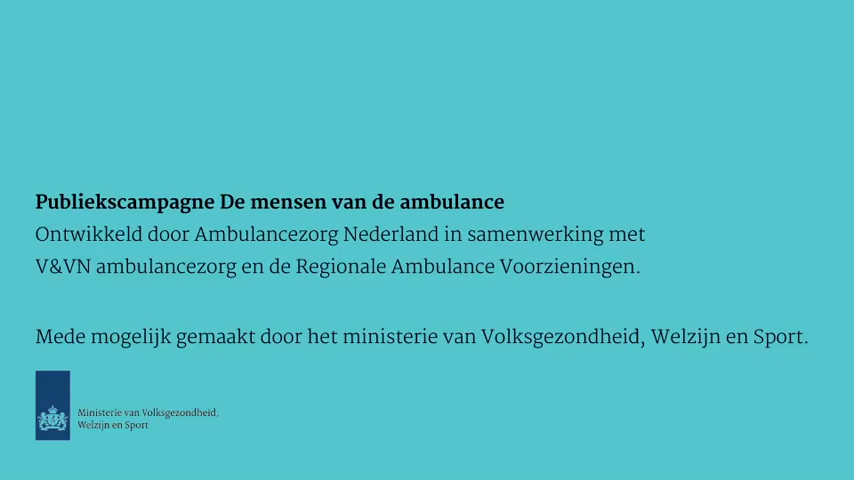 Publiekscampagne De mensen van de ambulance
Ontwikkeld door Ambulancezorg Nederland in samenwerking met
V&VN ambulancezorg en de Regionale Ambulance Voorzieningen.
Mede mogelijk gemaakt door het ministerie van Volksgezondheid, Welzijn en Sport.
Ministerie van Volksgezondheid,
Welzijn en Sport